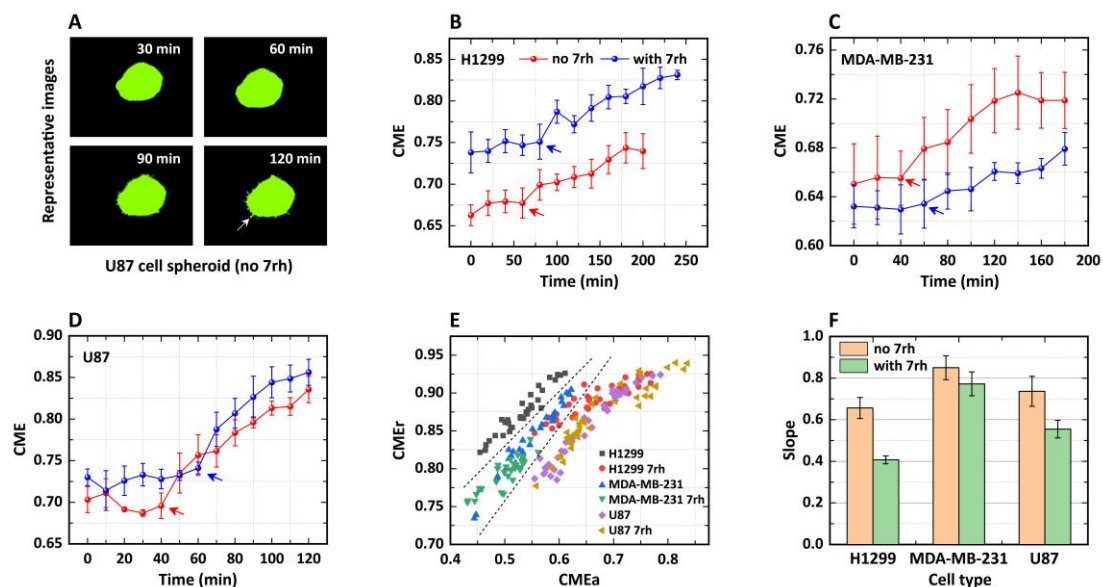 A
Representative images
30 min
60 min
90 min
120 min
U87 cell spheroid (no 7rh)
B
H1299
no 7rh
with 7rh
CME
0.85
0.80
0.75
0.70
0.65
0 50 100 150 200 250
Time (min)
C
MDA-MB-231
CME
0.76
0.72
0.68
0.64
0.60
0 40 80 120 160 200
Time (min)
D
U87
CME
0.90
0.85
0.80
0.75
0.70
0.65
0 20 40 60 80 100 120
Time (min)
E
CMEr
1.00
0.95
0.90
0.85
0.80
0.75
0.70
H1299
H1299 7rh
MDA-MB-231
MDA-MB-231 7rh
U87
U87 7rh
0.4 0.5 0.6 0.7 0.8
CMEa
F
no 7rh
with 7rh
Slope
1.0
0.8
0.6
0.4
0.2
0.0
H1299 MDA-MB-231 U87
Cell type